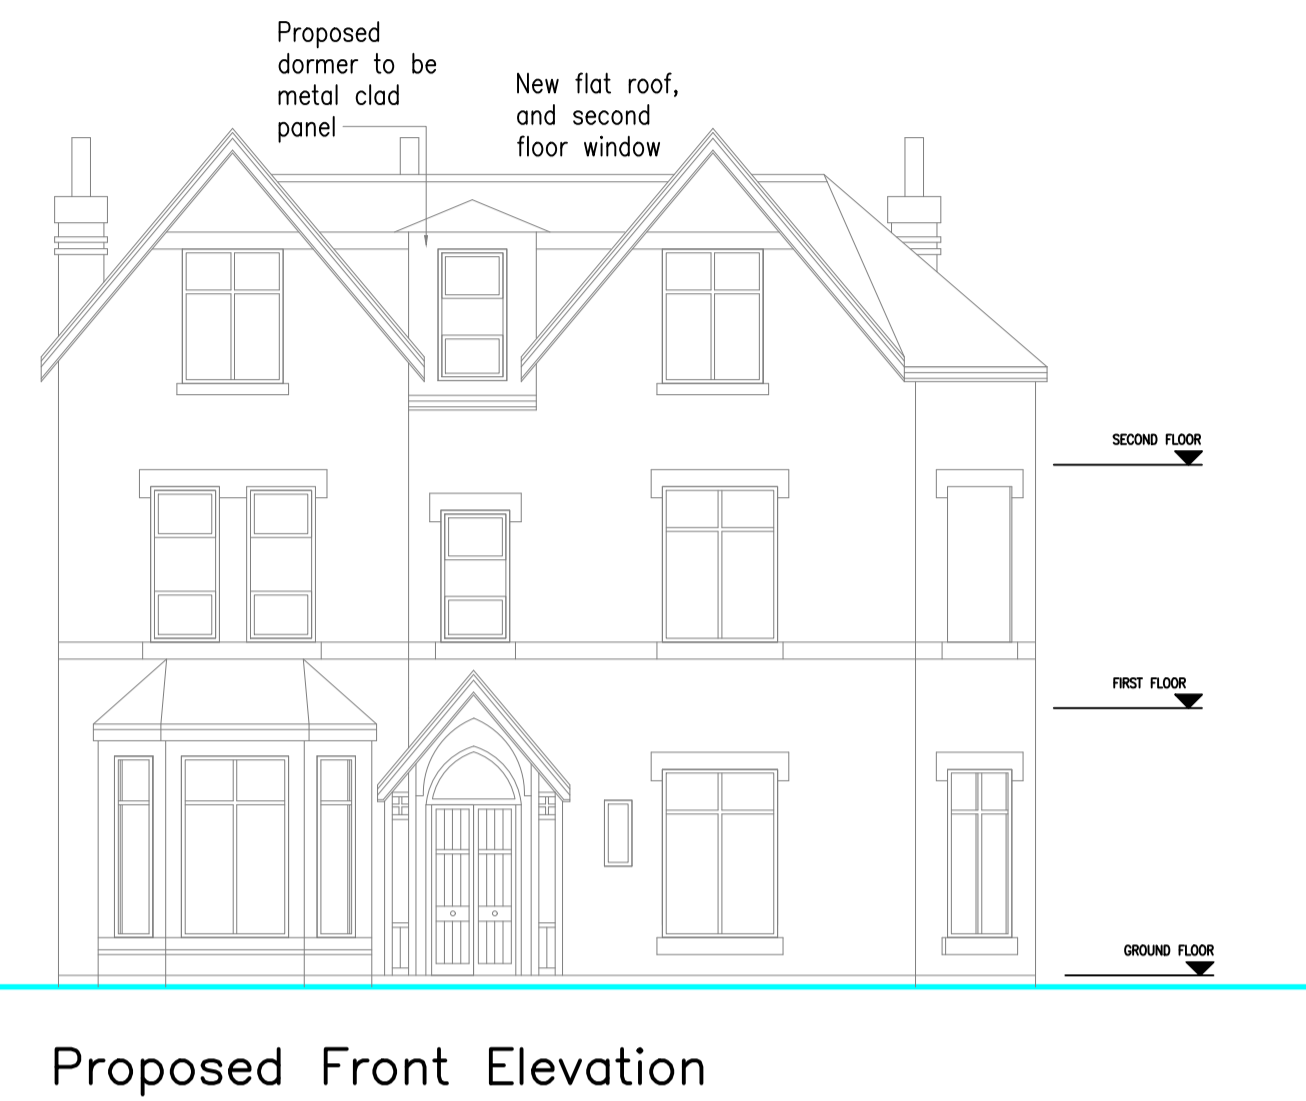 Proposed
dormer to be
metal clad
panel
New flat roof,
and second
floor window
SECOND FLOOR
FIRST FLOOR
GROUND FLOOR
Proposed Front Elevation